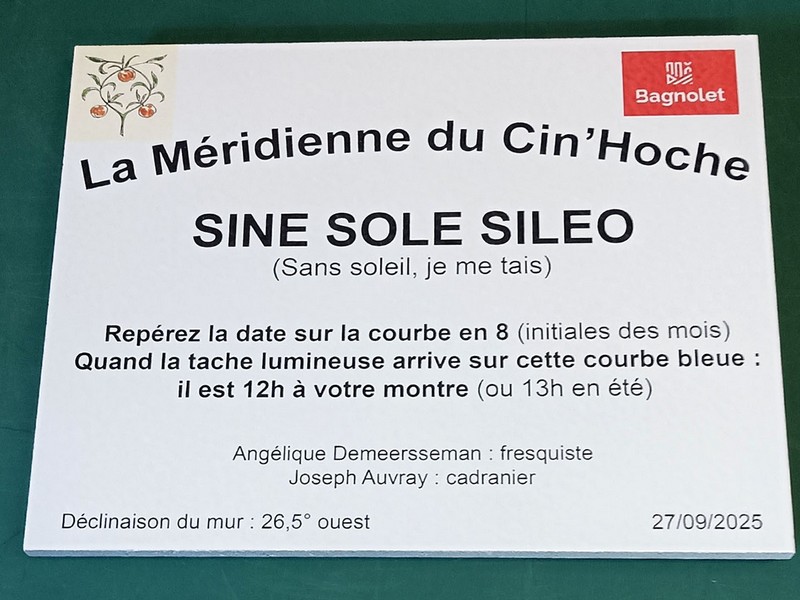 Bagnolet
La Méridienne du Cin'Hoche
SINE SOLE SILEO
(Sans soleil, je me tais)
Repérez la date sur la courbe en 8 (initiales des mois)
Quand la tache lumineuse arrive sur cette courbe bleue :
il est 12h à votre montre (ou 13h en été)
Angélique Demeersseman : fresquiste
Joseph Auvray : cadranier
Déclinaison du mur : 26,5° ouest
27/09/2025